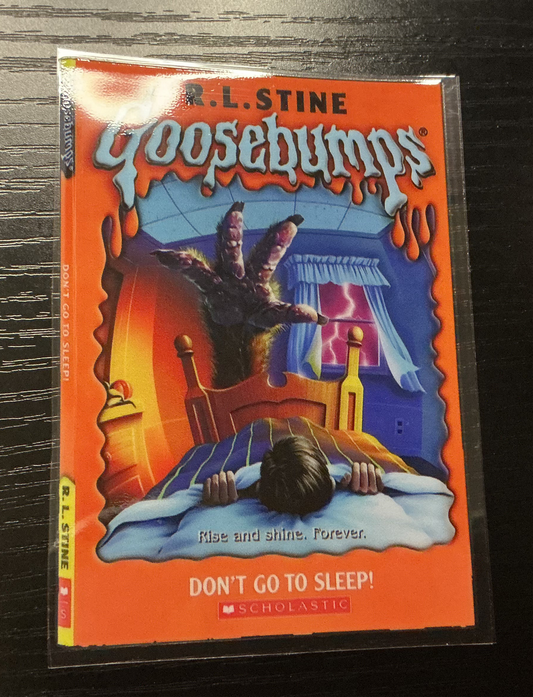 R.L.STINE
Goosebumps®
Rise and shine. Forever.
DON'T GO TO SLEEP!
SCHOLASTIC
Goosebumps
DON'T GO TO SLEEP!
R. L. STINE
S